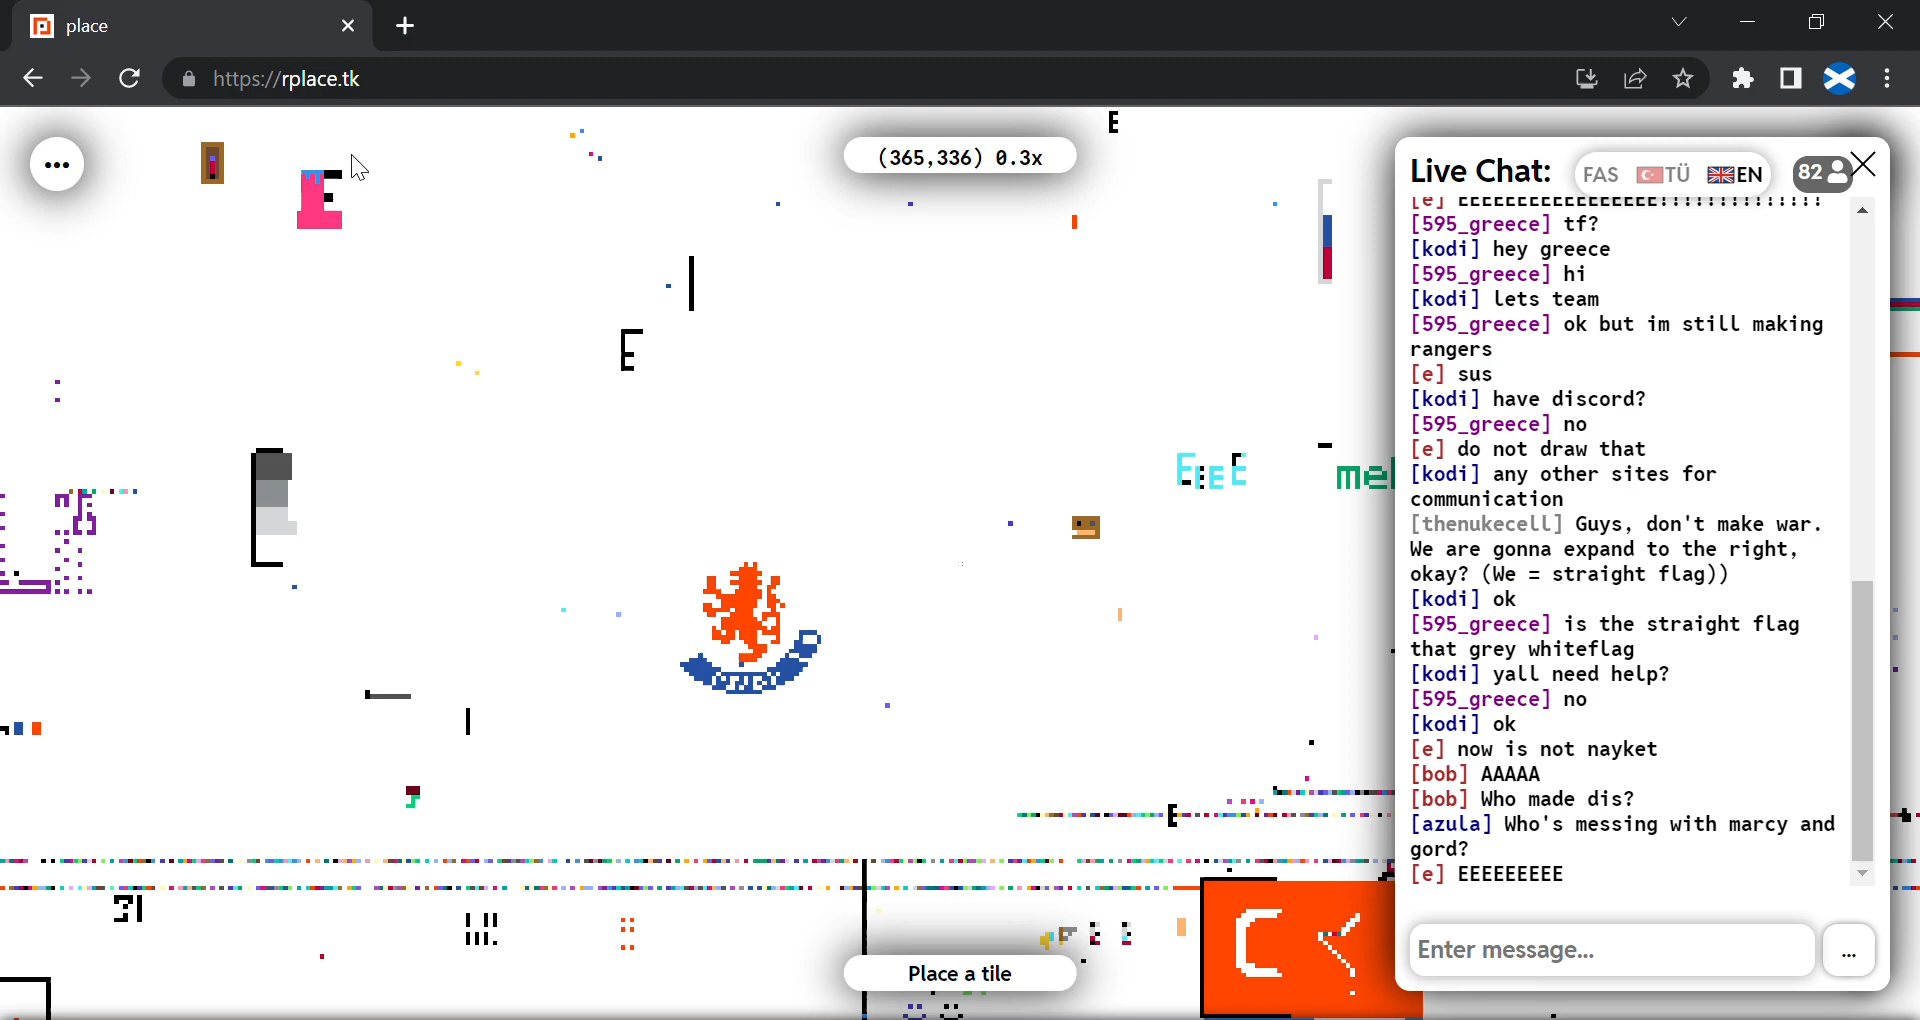 place
https://rplace.tk
(365,336) 0.3x
E
E
E
EEEE
mel
Place a tile
Live Chat:
FAS
TÜ
EN
82
[595_greece] tf?
[kodi] hey greece
[595_greece] hi
[kodi] lets team
[595_greece] ok but im still making
rangers
[e] sus
[kodi] have discord?
[595_greece] no
[e] do not draw that
[kodi] any other sites for
communication
[thenukecell] Guys, don't make war.
We are gonna expand to the right,
okay? (We = straight flag))
[kodi] ok
[595_greece] is the straight flag
that grey whiteflag
[kodi] yall need help?
[595_greece] no
[kodi] ok
[e] now is not nayket
[bob] AAAAA
[bob] Who made dis?
[azula] Who's messing with marcy and
gord?
[e] EEEEEEEEE
Enter message...
...